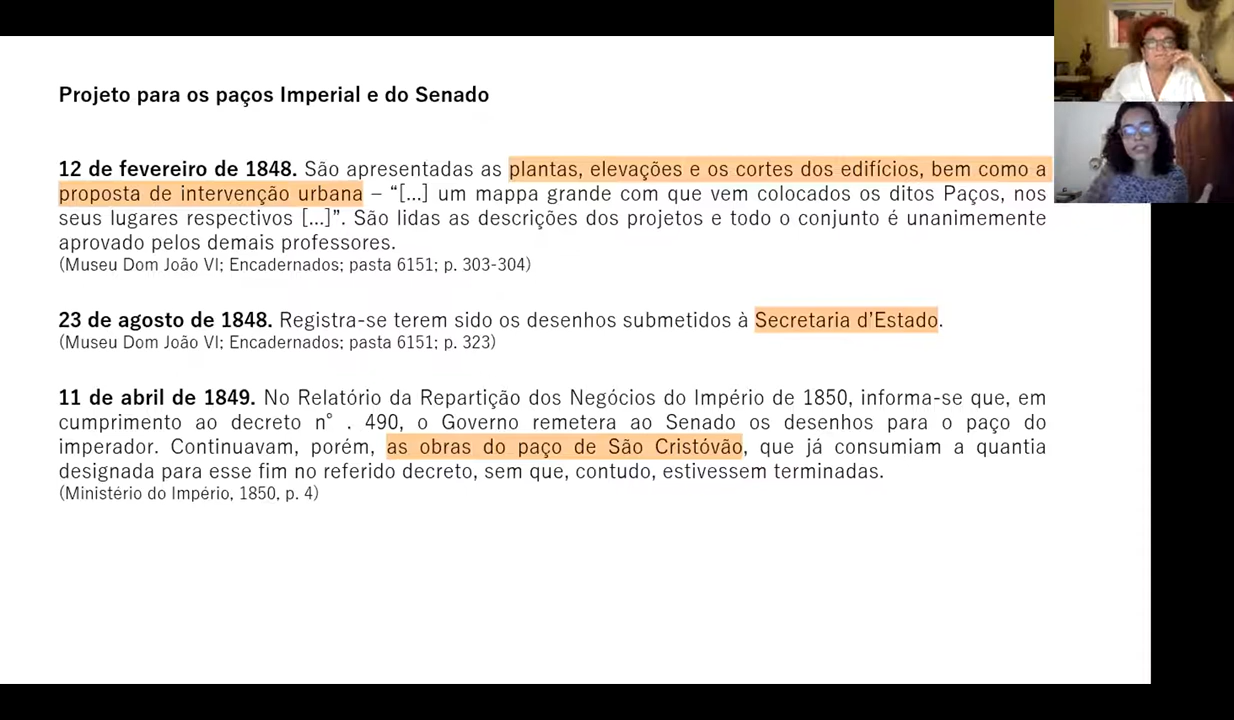 Projeto para os paços Imperial e do Senado
12 de fevereiro de 1848. São apresentadas as plantas, elevações e os cortes dos edifícios, bem como a
proposta de intervenção urbana – “[...] um mappa grande com que vem colocados os ditos Paços, nos
seus lugares respectivos [...]”. São lidas as descrições dos projetos e todo o conjunto é unanimemente
aprovado pelos demais professores.
(Museu Dom João VI; Encadernados; pasta 6151; p. 303-304)
23 de agosto de 1848. Registra-se terem sido os desenhos submetidos à Secretaria d’Estado.
(Museu Dom João VI; Encadernados; pasta 6151; p. 323)
11 de abril de 1849. No Relatório da Repartição dos Negócios do Império de 1850, informa-se que, em
cumprimento ao decreto n° . 490, o Governo remetera ao Senado os desenhos para o paço do
imperador. Continuavam, porém, as obras do paço de São Cristóvão, que já consumiam a quantia
designada para esse fim no referido decreto, sem que, contudo, estivessem terminadas.
(Ministério do Império, 1850, p. 4)